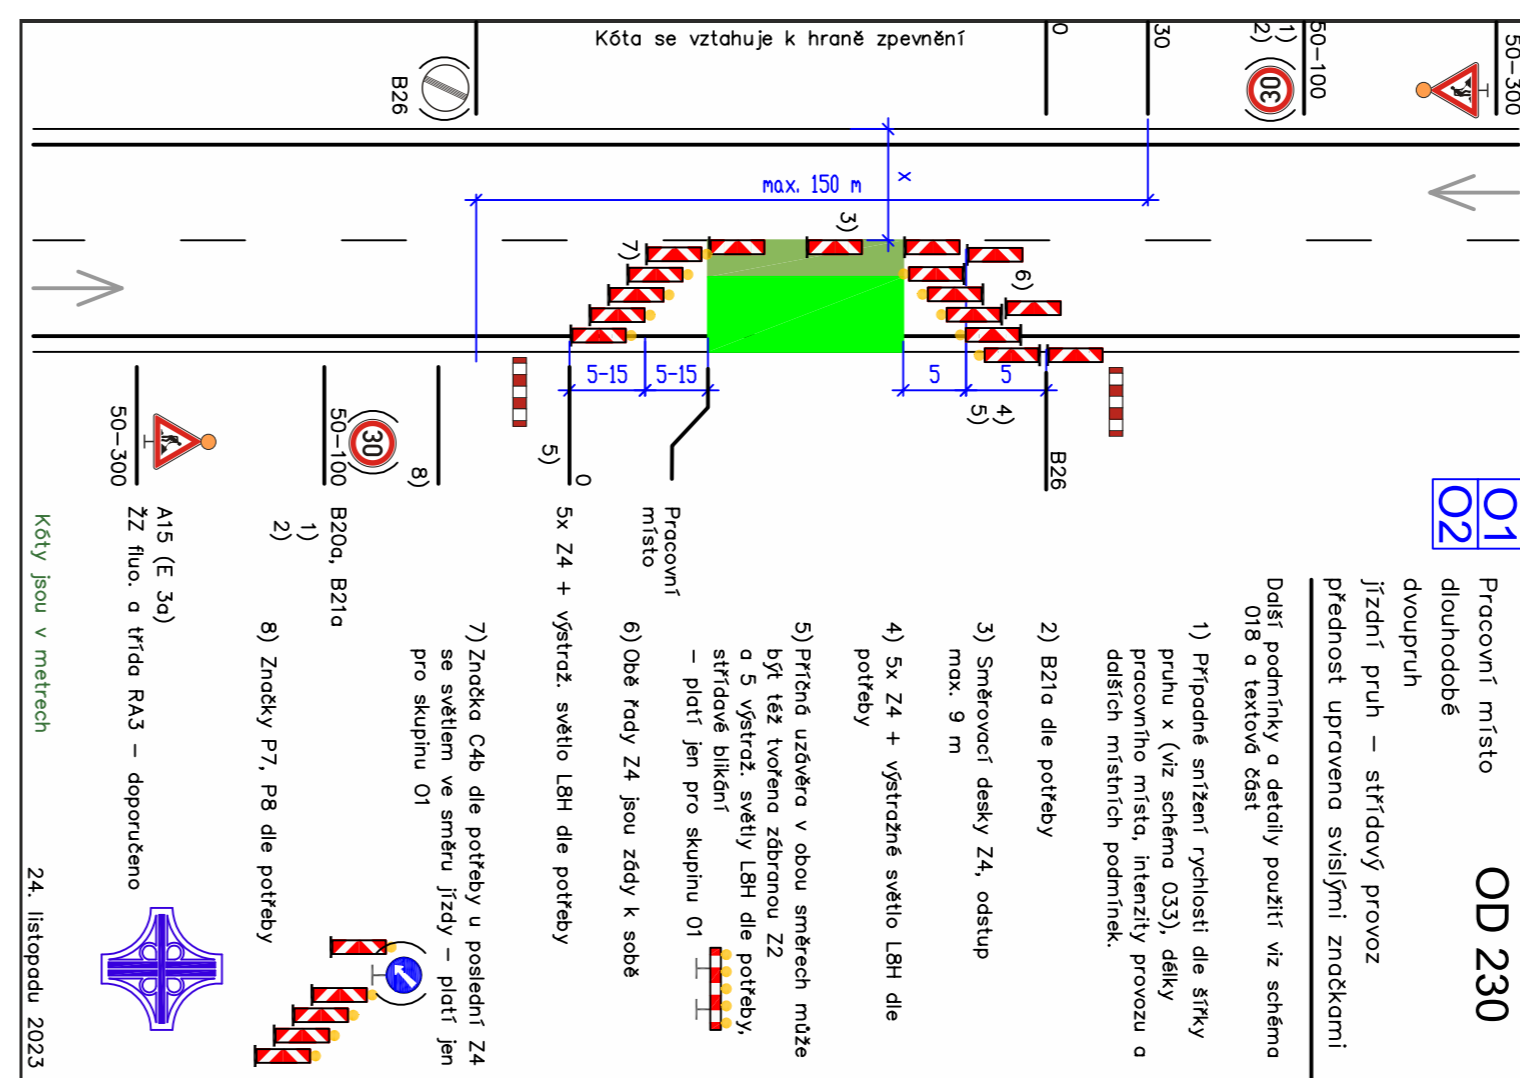 O1
O2
OD 230
Pracovní místo
dlouhodobé
dvoupruh
jízdní pruh – střídavý provoz
přednost upravena svislými značkami
Další podmínky a detaily použití viz schéma
018 a textová část
1) Případné snížení rychlosti dle šířky
pruhu x (viz schéma 033), délky
pracovního místa, intenzity provozu a
dalších místních podmínek.
2) B21a dle potřeby
3) Směrovací desky Z4, odstup
max. 9 m
4) 5x Z4 + výstražné světlo L8H dle
potřeby
5) Příčná uzávěra v obou směrech může
být též tvořena zábranou Z2
a 5 výstraž. světly L8H dle potřeby,
střídavé blikání
– platí jen pro skupinu 01
6) Obě řady Z4 jsou zády k sobě
5x Z4 + výstraž. světlo L8H dle potřeby
7) Značka C4b dle potřeby u poslední Z4
se světlem ve směru jízdy – platí jen
pro skupinu 01
8) Značky P7, P8 dle potřeby
Kóta se vztahuje k hraně zpevnění
50–300
50–100
1)
2)
30
30
0
B26
x
max. 150 m
3)
7)
6)
5-15
5-15
5
5
4)
5)
B26
Pracovní
místo
0
5)
8)
30
50–100
B20a, B21a
1)
2)
50–300
A15 (E 3a)
ZZ fluo. a třída RA3 – doporučeno
Kóty jsou v metrech
24. listopadu 2023